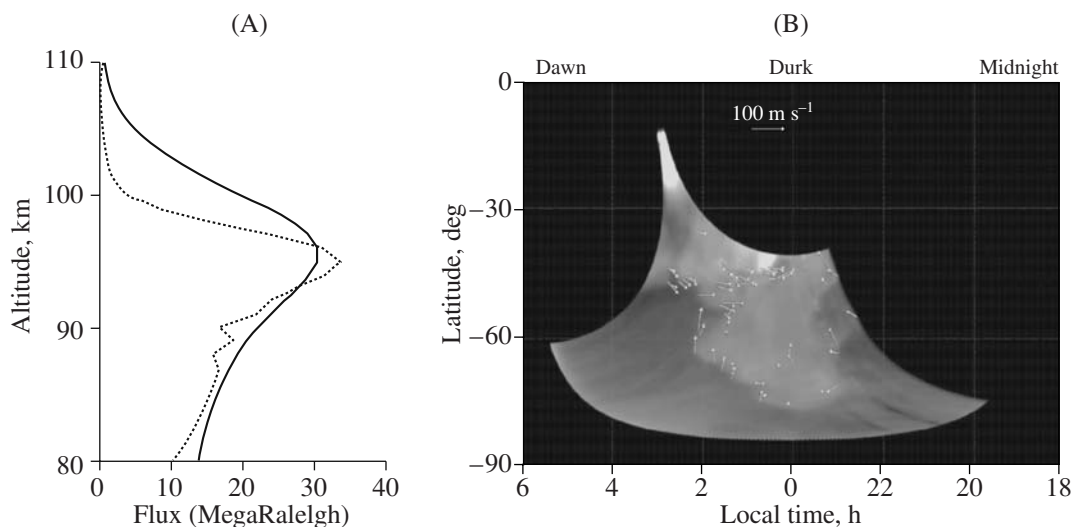 (A)
110
100
90
80
Altitude, km
0 10 20 30 40
Flux (MegaRalelgh)
(B)
Dawn Durk Midnight
100 m s⁻¹
0
−30
−60
−90
Latitude, deg
6 4 2 0 22 20 18
Local time, h